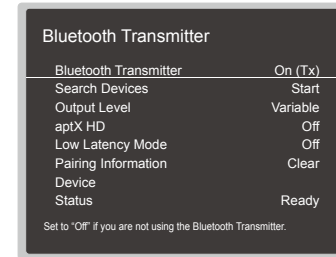 Bluetooth Transmitter
Bluetooth Transmitter On (Tx)
Search Devices Start
Output Level Variable
aptX HD Off
Low Latency Mode Off
Pairing Information Clear
Device
Status Ready
Set to “Off” if you are not using the Bluetooth Transmitter.